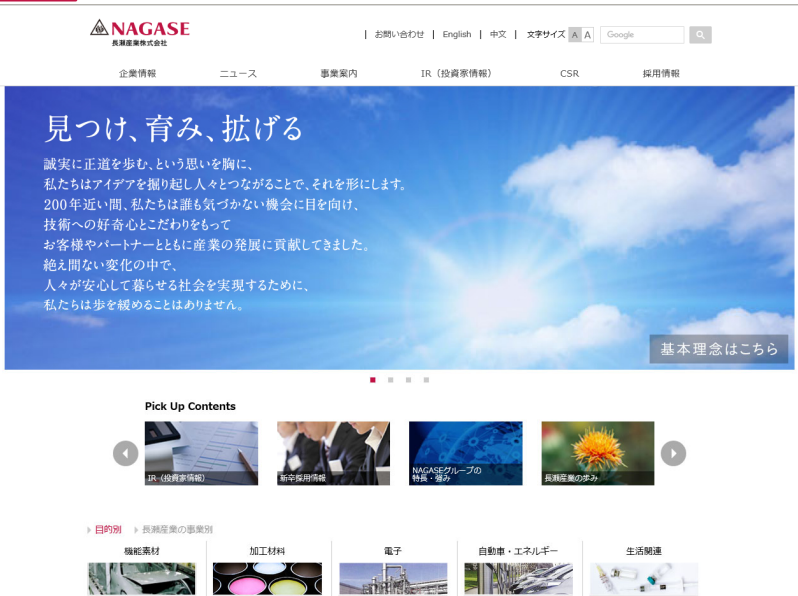 NAGASE
長瀬産業株式会社
お問い合わせ
English
中文
文字サイズ A A
Google
企業情報 ニュース 事業案内 IR（投資家情報） CSR 採用情報
見つけ、育み、拡げる
誠実に正道を歩む、という思いを胸に、
私たちはアイデアを掘り起し人々とつながることで、それを形にします。
200年近い間、私たちは誰も気づかない機会に目を向け、
技術への好奇心とこだわりをもって
お客様やパートナーとともに産業の発展に貢献してきました。
絶え間ない変化の中で、
人々が安心して暮らせる社会を実現するために、
私たちは歩を緩めることはありません。
基本理念はこちら
Pick Up Contents
IR（投資家情報）
新卒採用情報
NAGASEグループの
特長・強み
長瀬産業の歩み
目的別 長瀬産業の事業別
機能素材 加工材料 電子 自動車・エネルギー 生活関連